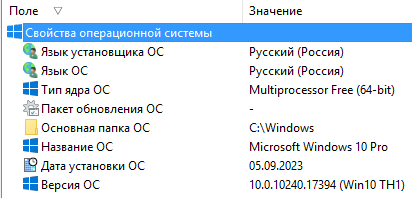 Поле Значение
Свойства операционной системы
Язык установщика ОС Русский (Россия)
Язык ОС Русский (Россия)
Тип ядра ОС Multiprocessor Free (64-bit)
Пакет обновления ОС -
Основная папка ОС C:\Windows
Название ОС Microsoft Windows 10 Pro
Дата установки ОС 05.09.2023
Версия ОС 10.0.10240.17394 (Win10 TH1)